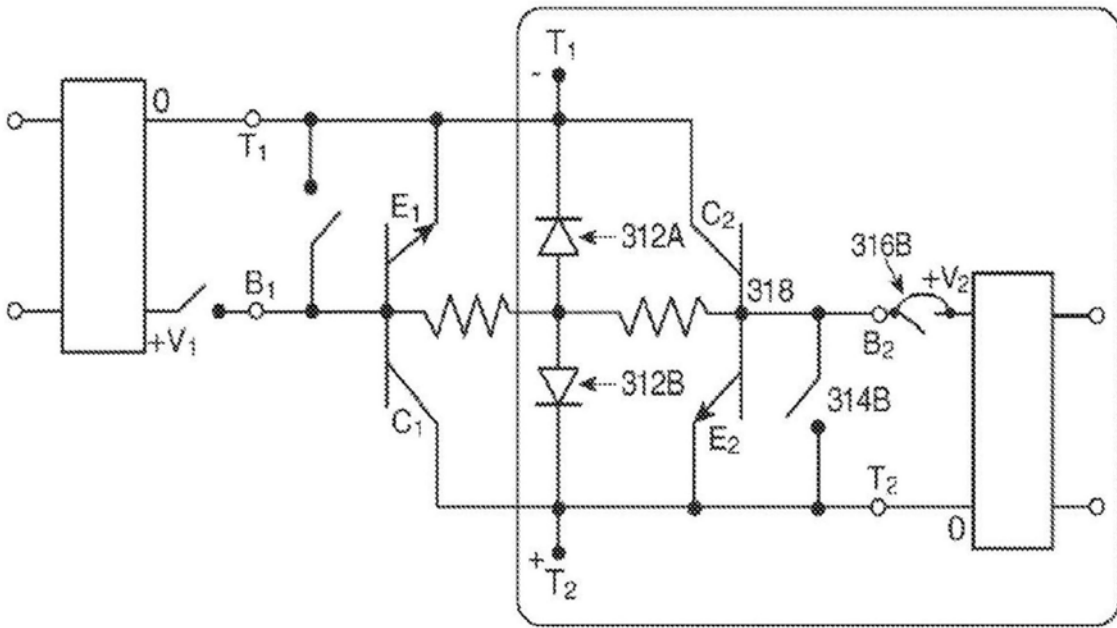 T₁
-
0
T₁
E₁
C₂
312A
316B
+V₂
B₁
318
+V₁
B₂
312B
314B
C₁
E₂
T₂
0
+
T₂